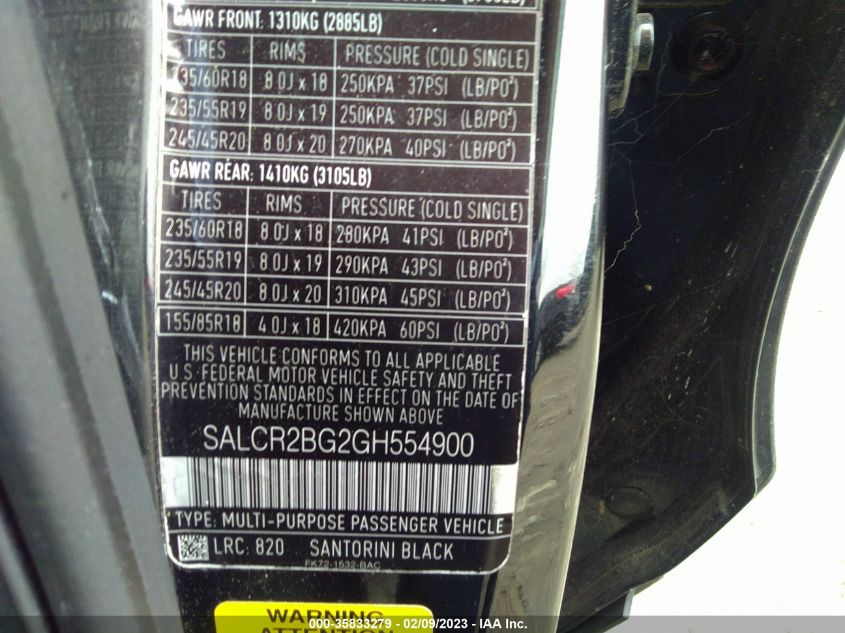 GAWR FRONT: 1310KG (2885LB)
TIRES RIMS PRESSURE (COLD SINGLE)
235/60R18 8.0J x 18 250KPA 37PSI (LB/PO²)
235/55R19 8.0J x 19 250KPA 37PSI (LB/PO²)
245/45R20 8.0J x 20 270KPA 40PSI (LB/PO²)
GAWR REAR: 1410KG (3105LB)
TIRES RIMS PRESSURE (COLD SINGLE)
235/60R18 8.0J x 18 280KPA 41PSI (LB/PO²)
235/55R19 8.0J x 19 290KPA 43PSI (LB/PO²)
245/45R20 8.0J x 20 310KPA 45PSI (LB/PO²)
155/85R18 4.0J x 18 420KPA 60PSI (LB/PO²)
THIS VEHICLE CONFORMS TO ALL APPLICABLE
U.S. FEDERAL MOTOR VEHICLE SAFETY AND THEFT
PREVENTION STANDARDS IN EFFECT ON THE DATE OF
MANUFACTURE SHOWN ABOVE
SALCR2BG2GH554900
TYPE: MULTI-PURPOSE PASSENGER VEHICLE
LRC: 820 SANTORINI BLACK
FK72-1532-BAC
WARNING
ATTENTION
000-35833279 - 02/09/2023 - IAA Inc.